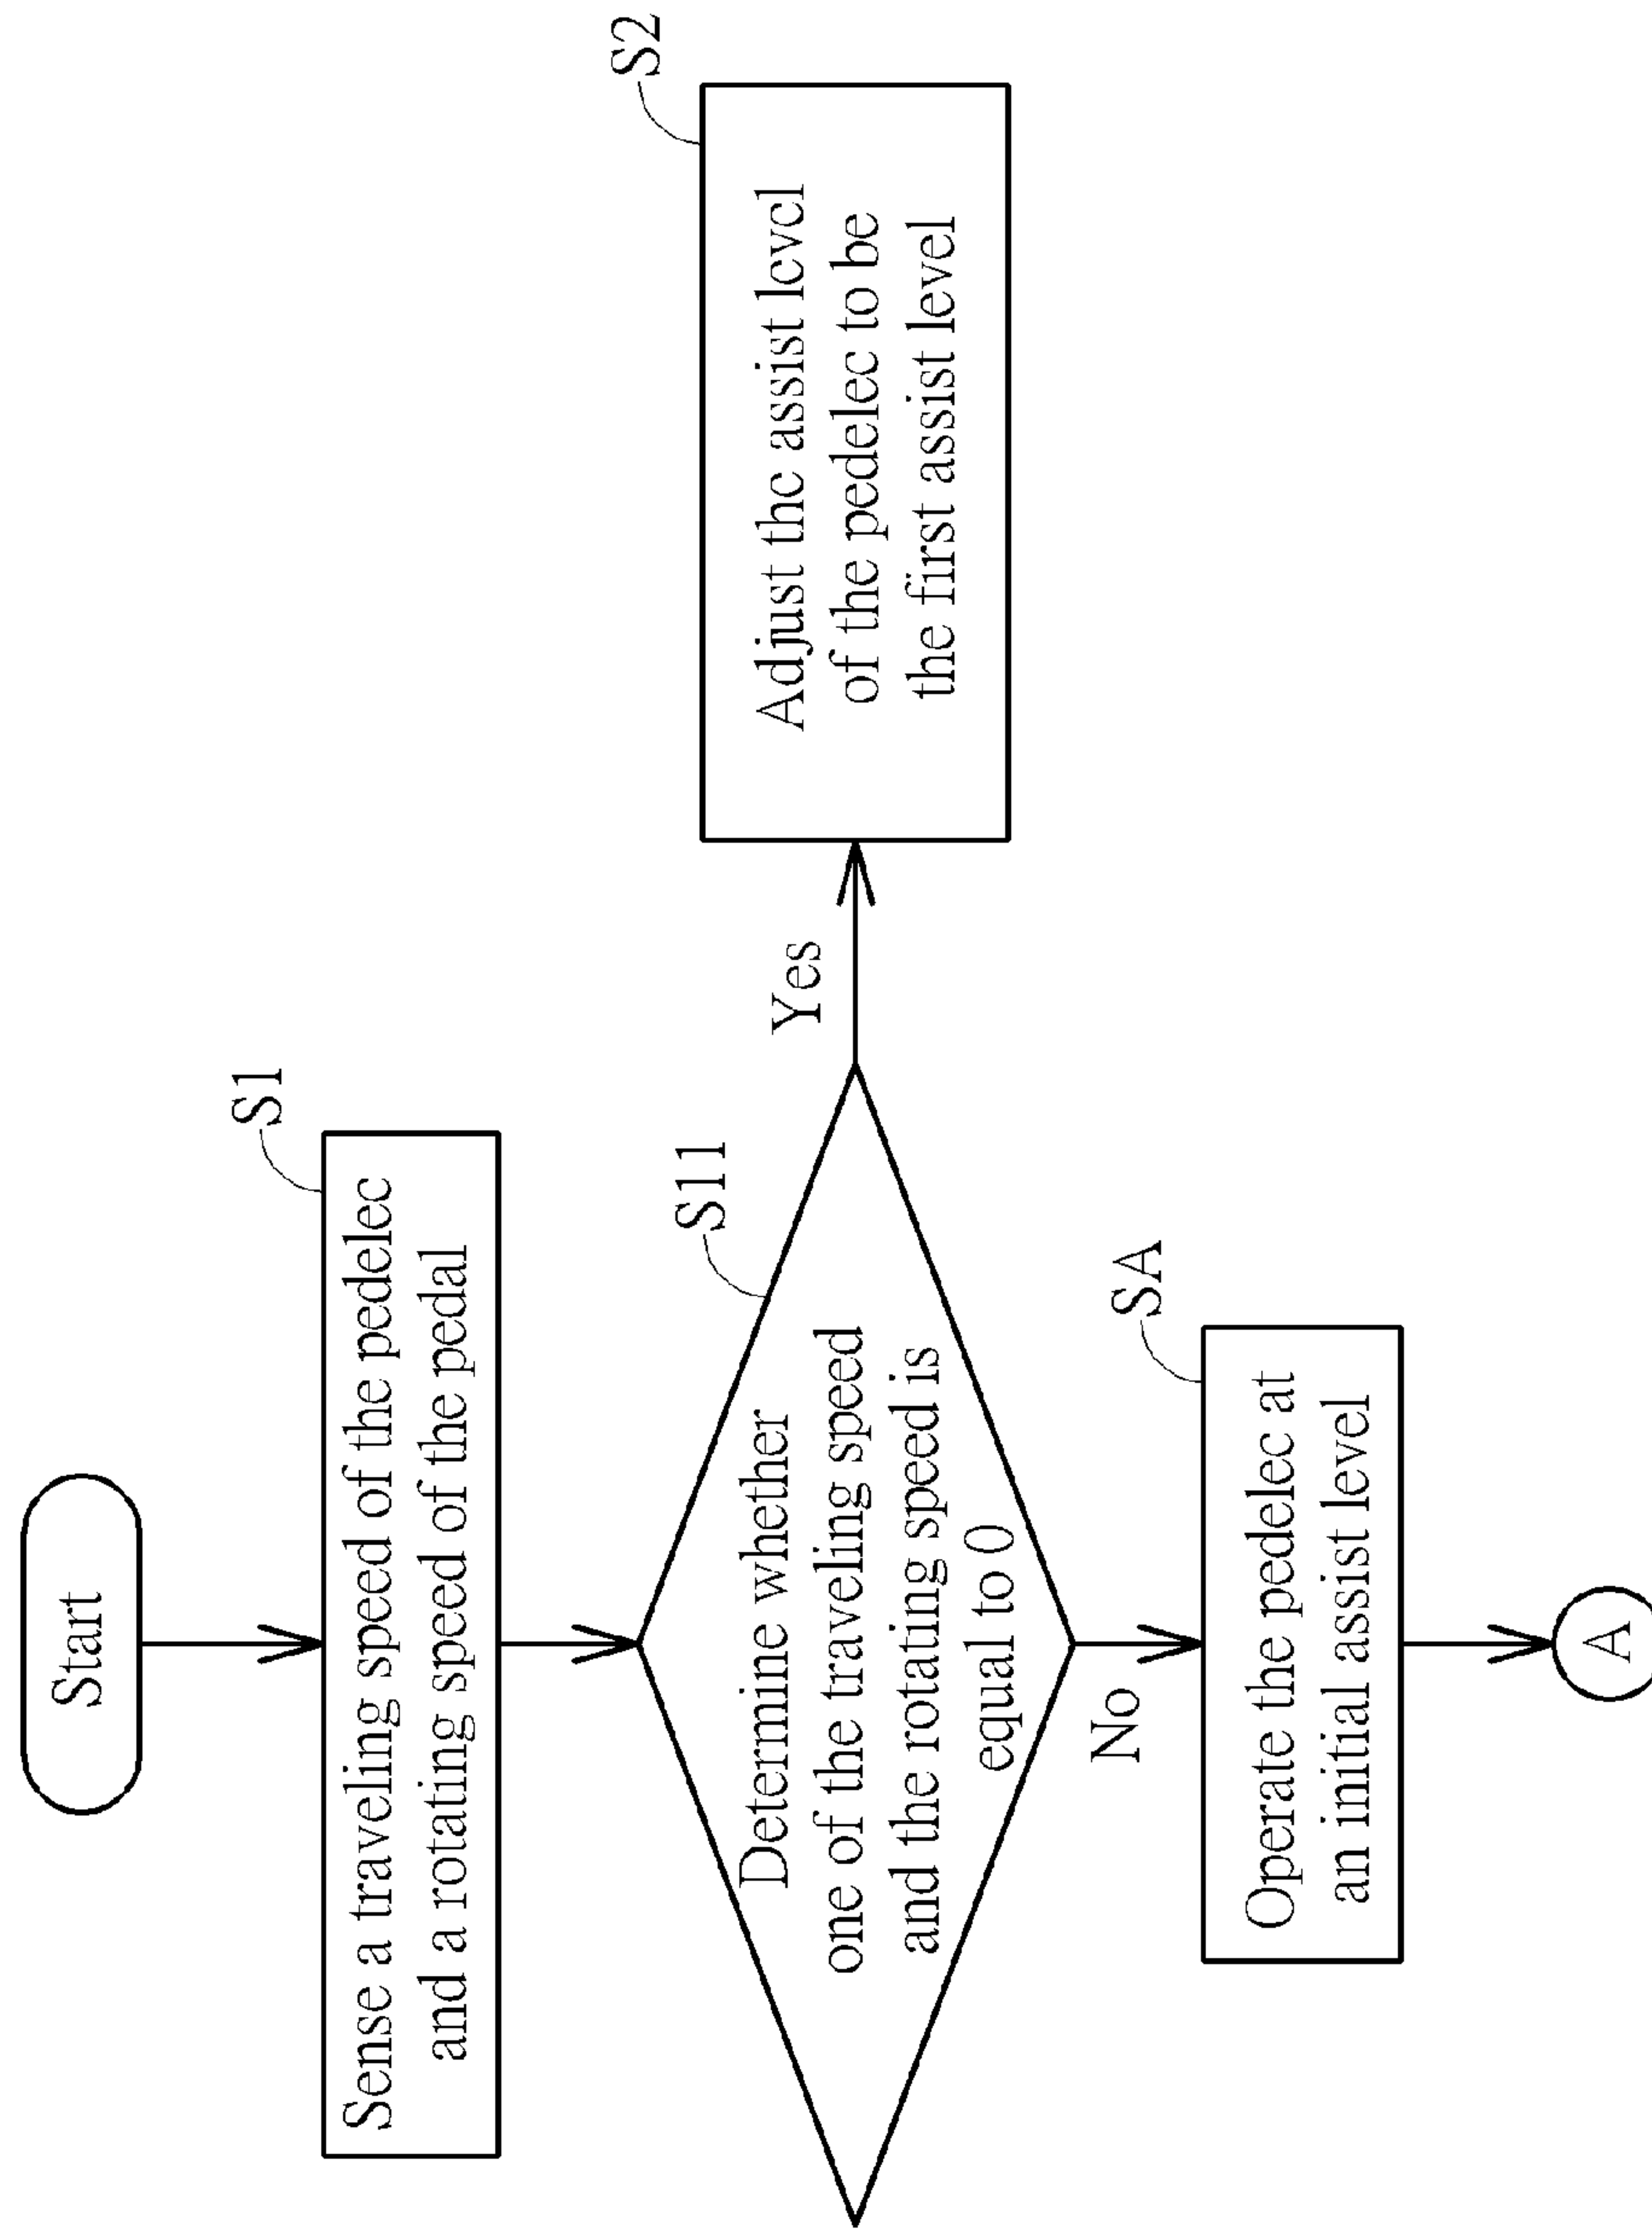 Start
S1
Sense a traveling speed of the pedelec
and a rotating speed of the pedal
S11
Determine whether
one of the traveling speed
and the rotating speed is
equal to 0
Yes
S2
Adjust the assist level
of the pedelec to be
the first assist level
No
SA
Operate the pedelec at
an initial assist level
A